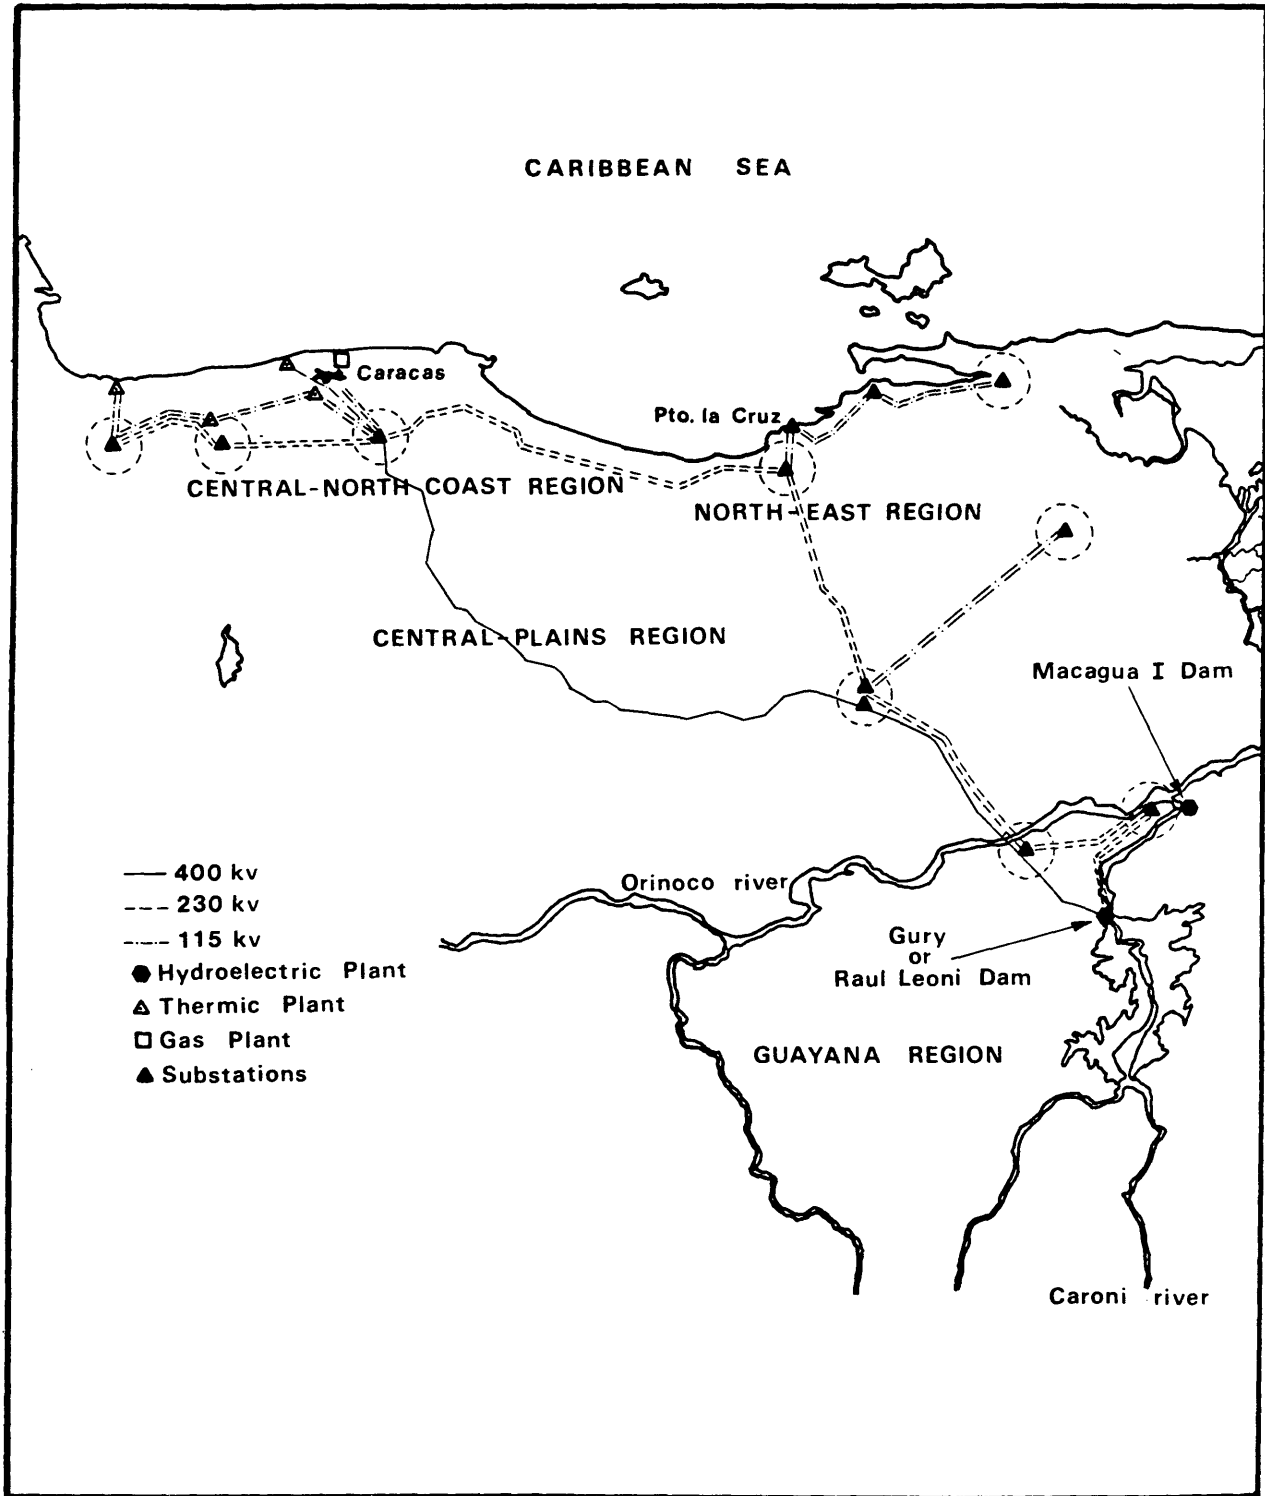 CARIBBEAN SEA
Caracas
Pto. la Cruz
CENTRAL-NORTH COAST REGION
NORTH-EAST REGION
CENTRAL-PLAINS REGION
Macagua I Dam
400 kv
230 kv
115 kv
Hydroelectric Plant
Thermic Plant
Gas Plant
Substations
Orinoco river
Gury
or
Raul Leoni Dam
GUAYANA REGION
Caroni river